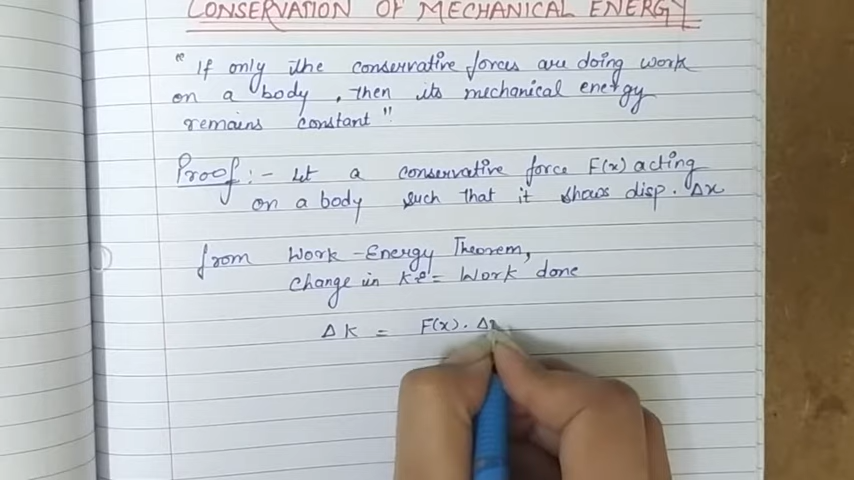 CONSERVATION OF MECHANICAL ENERGY
"If only the conservative forces are doing work
on a body, then its mechanical energy
remains constant"
Proof :- Let a conservative force F(x) acting
on a body such that it shows disp. Δx
from Work-Energy Theorem,
change in KE = Work done
ΔK = F(x). Δx